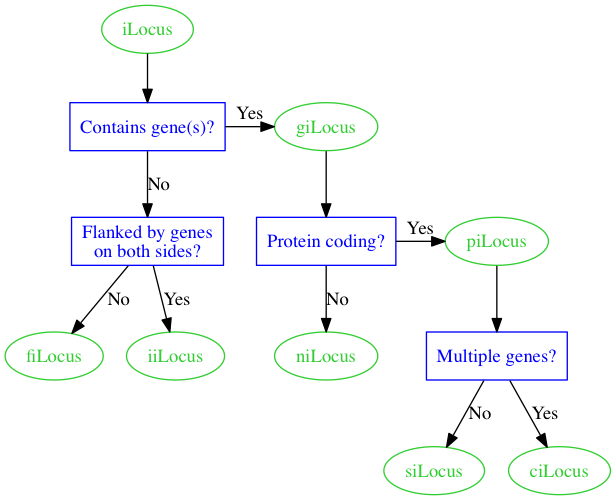 iLocus
Contains gene(s)?
Yes
giLocus
No
Flanked by genes
on both sides?
Protein coding?
Yes
piLocus
No
Yes
No
fiLocus
iiLocus
niLocus
Multiple genes?
No
Yes
siLocus
ciLocus